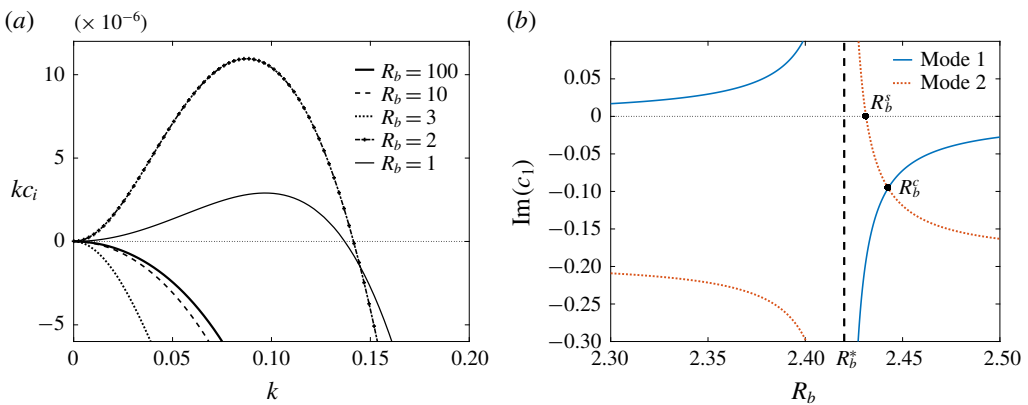 (a)
(× 10⁻⁶)
10
5
kc_i
0
−5
0
0.05
0.10
0.15
0.20
k
R_b = 100
R_b = 10
R_b = 3
R_b = 2
R_b = 1
(b)
0.05
0
−0.05
−0.10
−0.15
−0.20
−0.25
−0.30
Im(c_1)
2.30
2.35
2.40
R_b^*
2.45
2.50
R_b
Mode 1
Mode 2
R_b^s
R_b^c